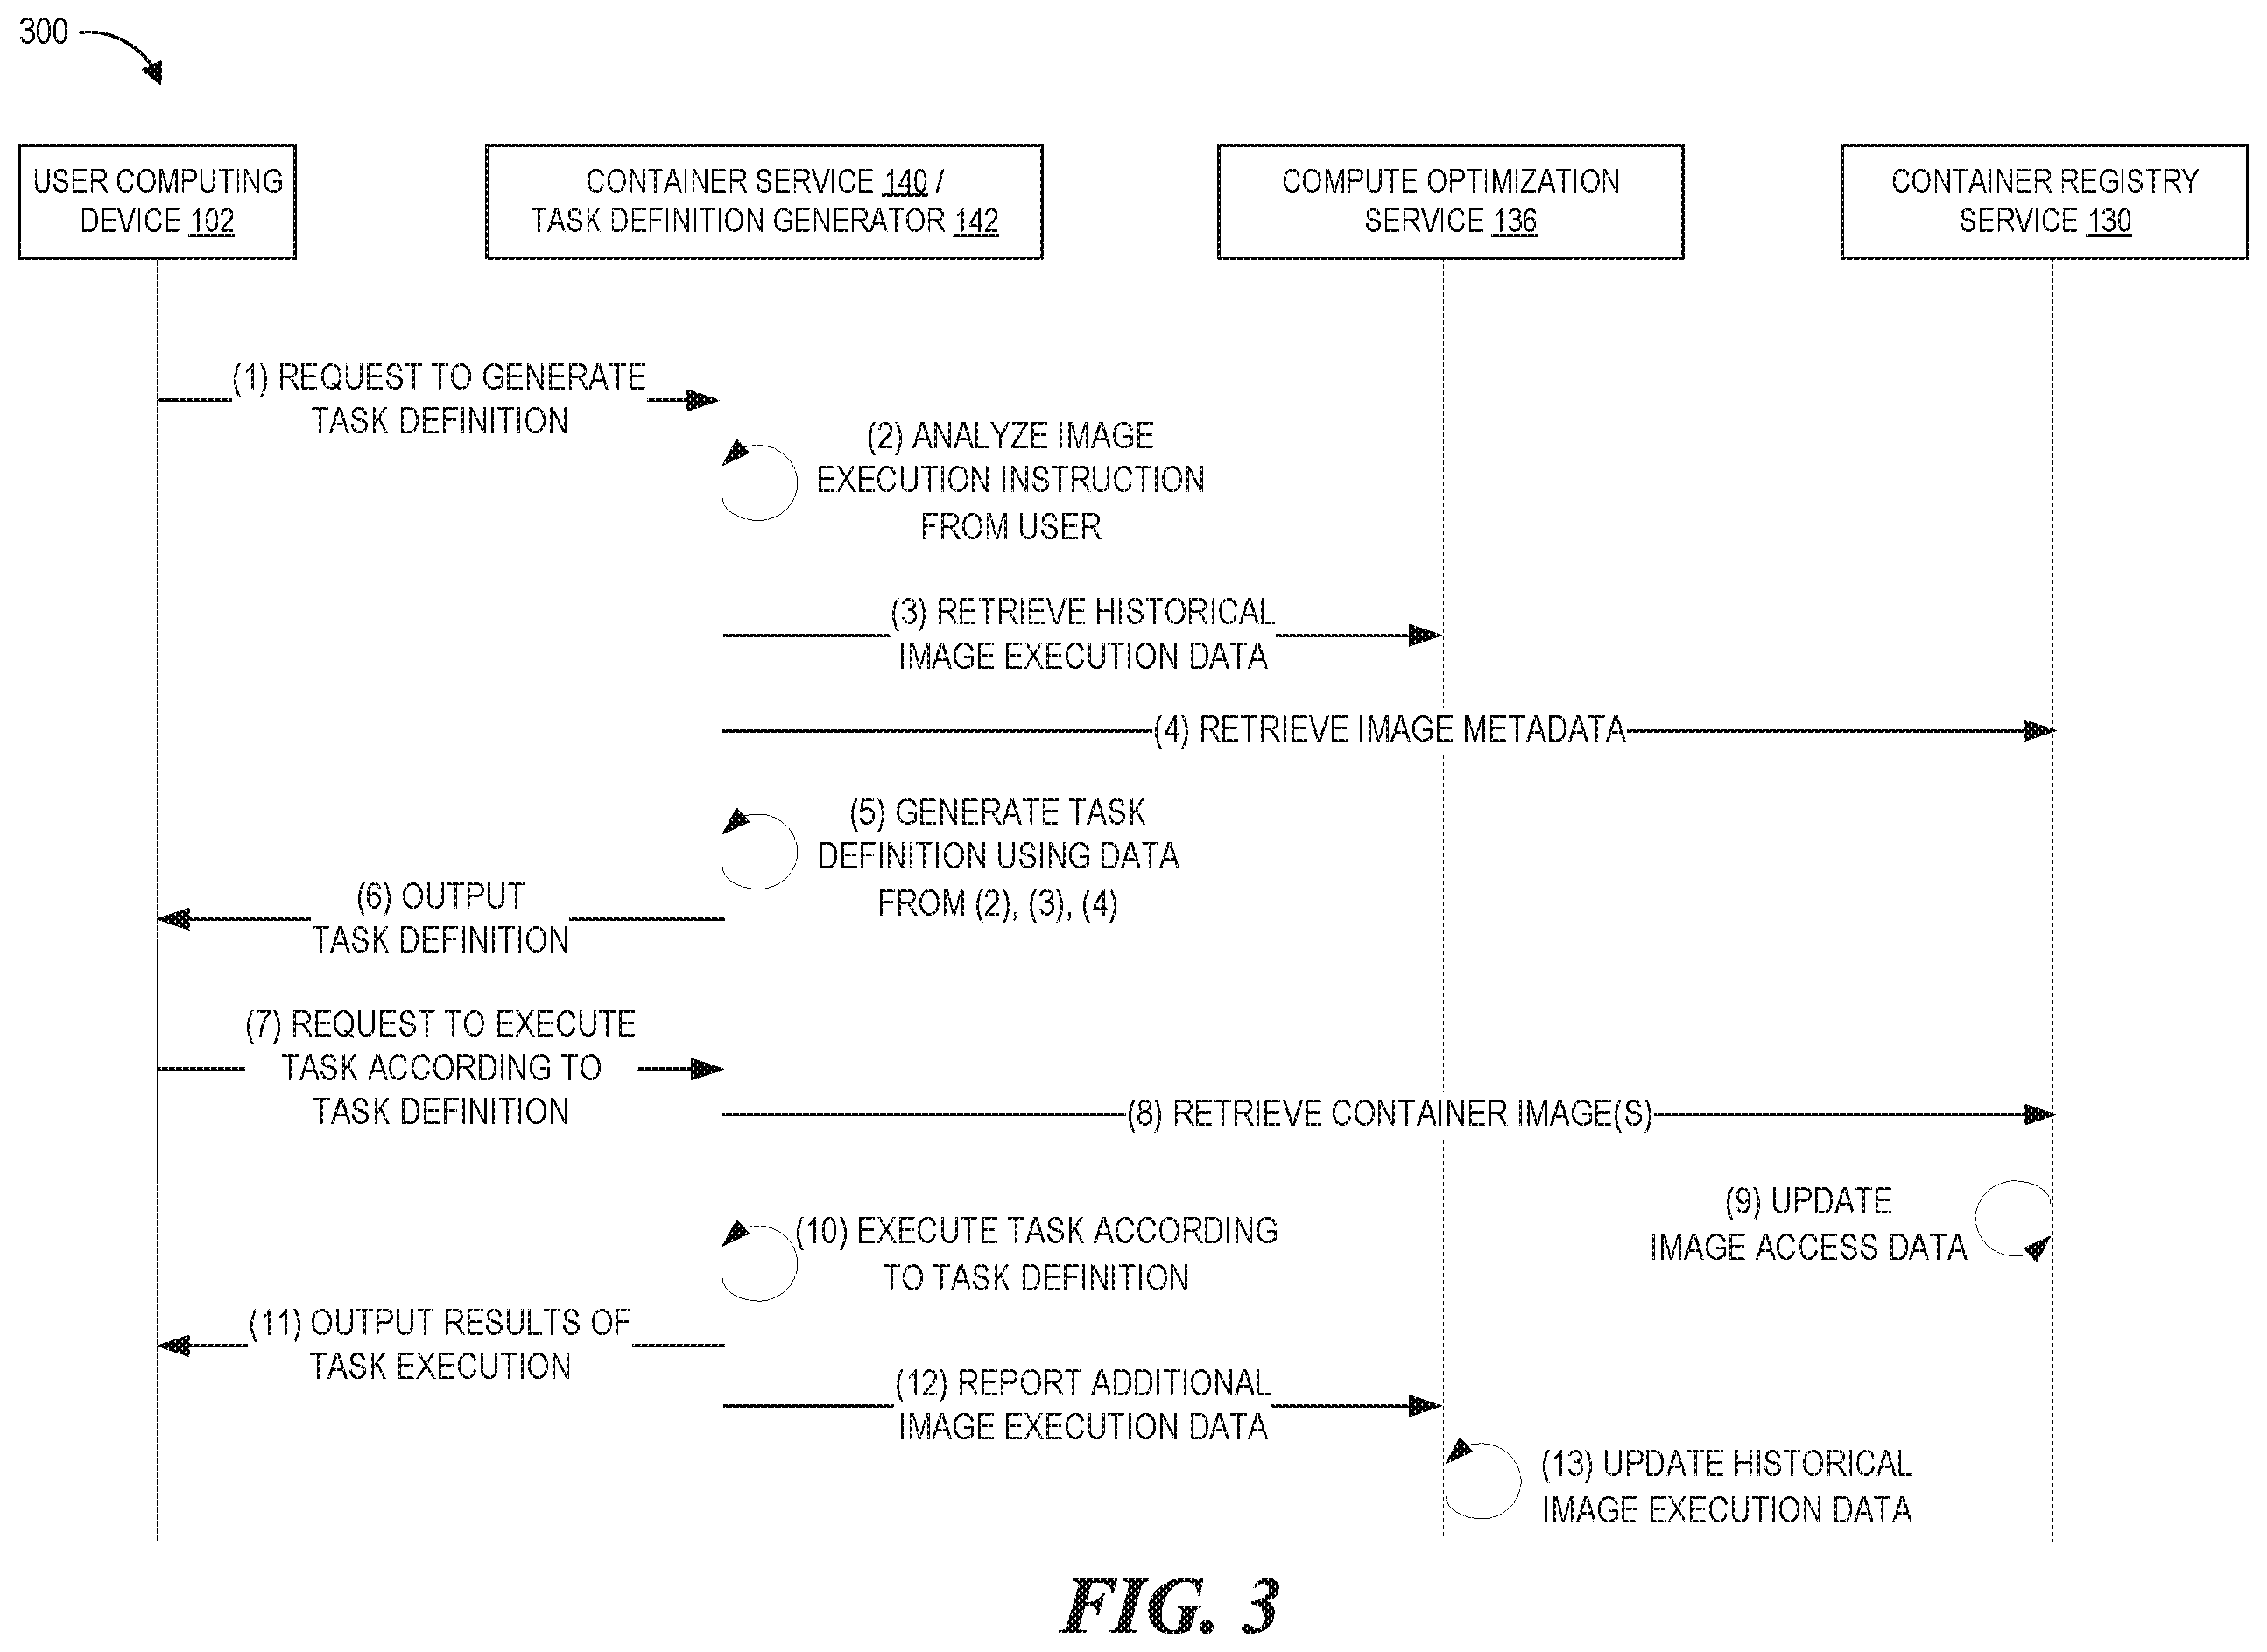 300
USER COMPUTING
DEVICE 102
CONTAINER SERVICE 140 /
TASK DEFINITION GENERATOR 142
COMPUTE OPTIMIZATION
SERVICE 136
CONTAINER REGISTRY
SERVICE 130
(1) REQUEST TO GENERATE
TASK DEFINITION
(2) ANALYZE IMAGE
EXECUTION INSTRUCTION
FROM USER
(3) RETRIEVE HISTORICAL
IMAGE EXECUTION DATA
(4) RETRIEVE IMAGE METADATA
(5) GENERATE TASK
DEFINITION USING DATA
FROM (2), (3), (4)
(6) OUTPUT
TASK DEFINITION
(7) REQUEST TO EXECUTE
TASK ACCORDING TO
TASK DEFINITION
(8) RETRIEVE CONTAINER IMAGE(S)
(9) UPDATE
IMAGE ACCESS DATA
(10) EXECUTE TASK ACCORDING
TO TASK DEFINITION
(11) OUTPUT RESULTS OF
TASK EXECUTION
(12) REPORT ADDITIONAL
IMAGE EXECUTION DATA
(13) UPDATE HISTORICAL
IMAGE EXECUTION DATA
FIG. 3